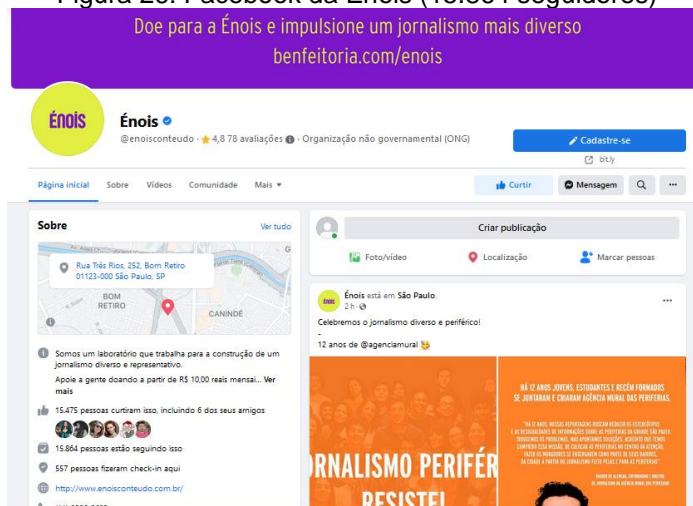 Doe para a Énois e impulsione um jornalismo mais diverso
benfeitoria.com/enois
ÉNOIS
Énois
@enoisconteudo · 4,8 78 avaliações · Organização não governamental (ONG)
Cadastre-se
bit.ly
Página inicial Sobre Vídeos Comunidade Mais
Curtir Mensagem
Sobre
Ver tudo
Rua Três Rios, 252, Bom Retiro
01123-000 São Paulo, SP
BOM
RETIRO
CANINDÉ
Somos um laboratório que trabalha para a construção de um
jornalismo diverso e representativo.
Apoie a gente doando a partir de R$ 10,00 reais mensai... Ver
mais
15.475 pessoas curtiram isso, incluindo 6 dos seus amigos
15.864 pessoas estão seguindo isso
557 pessoas fizeram check-in aqui
http://www.enoisconteudo.com.br/
Criar publicação
Foto/vídeo Localização Marcar pessoas
Énois está em São Paulo.
2 h
Celebremos o jornalismo diverso e periférico!
-
12 anos de @agenciamural
RNALISMO PERIFÉR
RESISTE!
HÁ 12 ANOS JOVENS, ESTUDANTES E RECÉM FORMADOS
SE JUNTARAM E CRIARAM AGÊNCIA MURAL DAS PERIFERIAS.